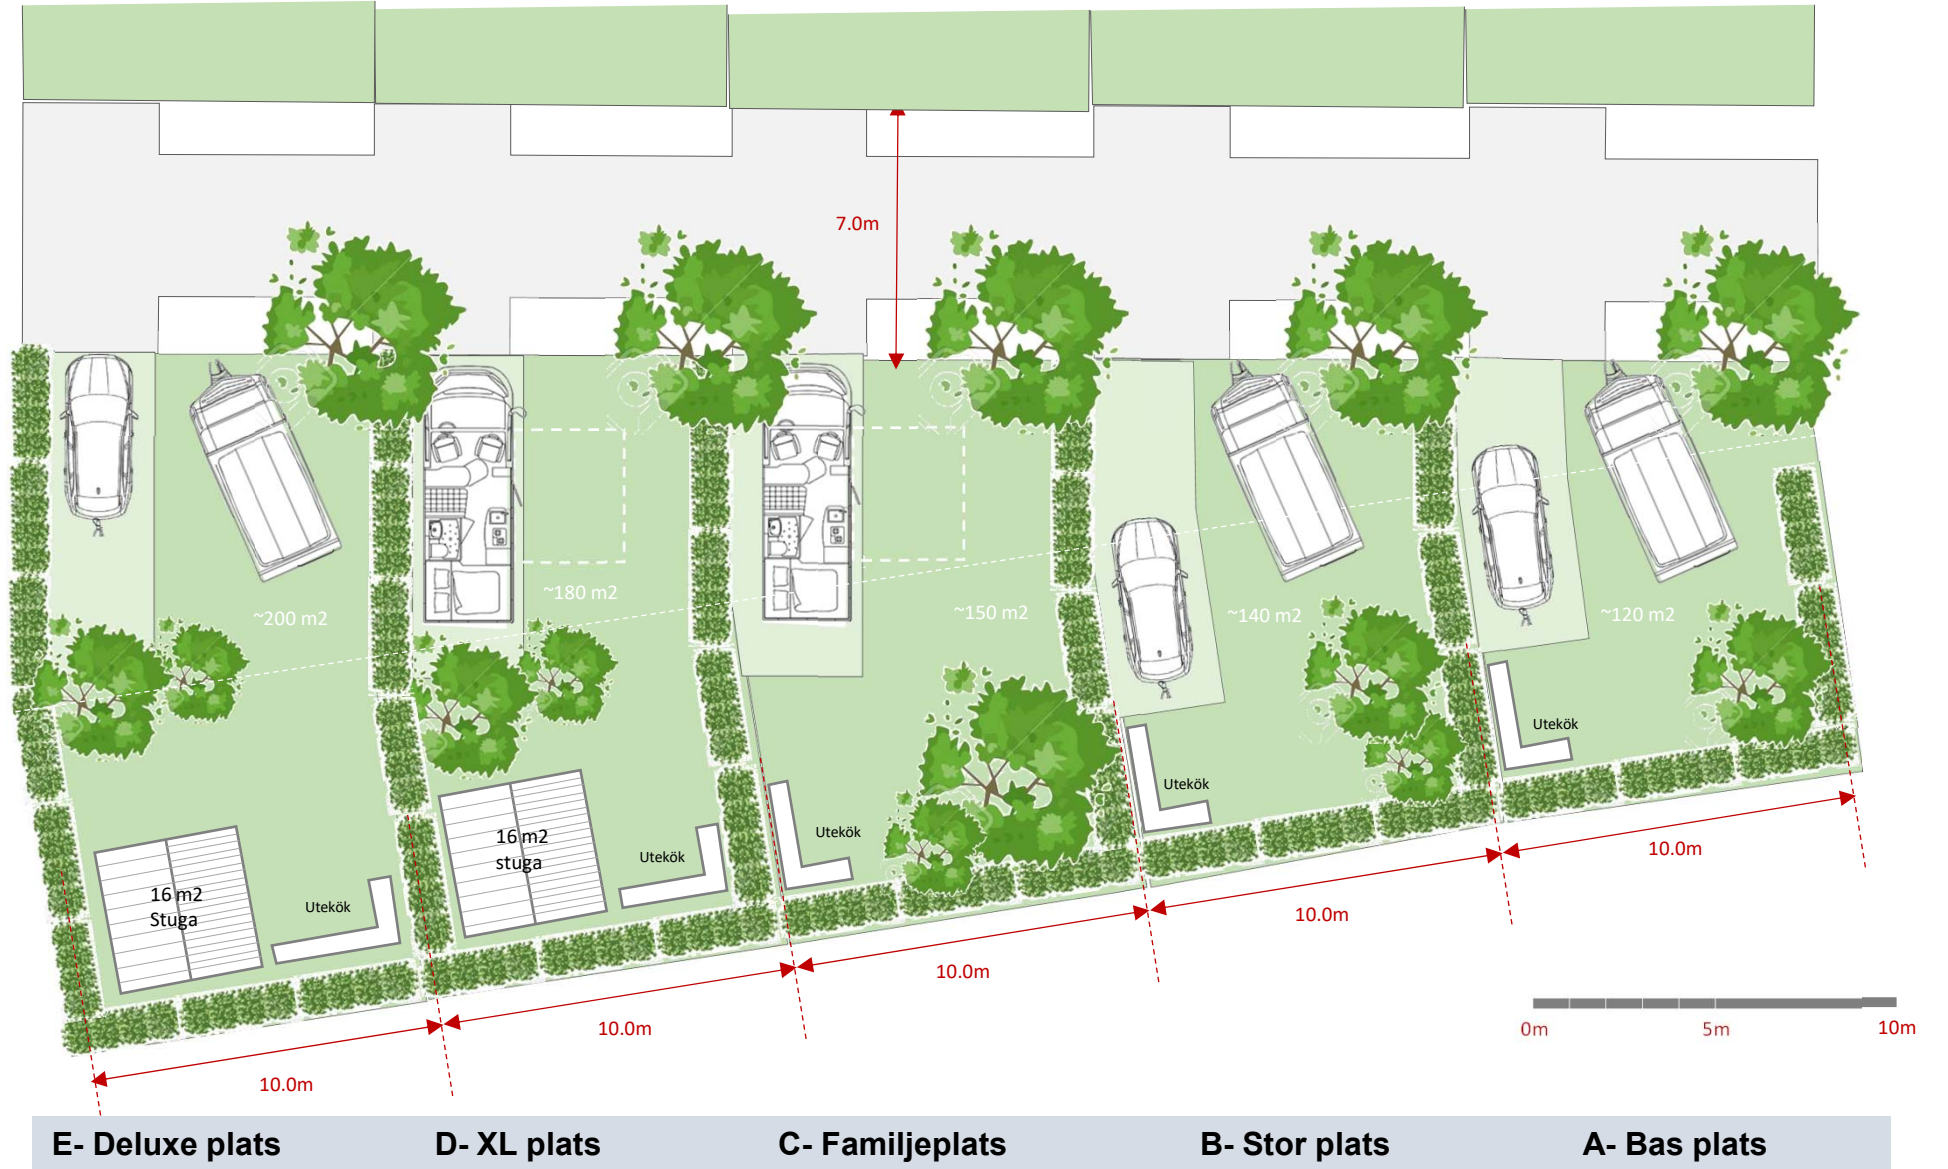 7.0m
~200 m2
~180 m2
~150 m2
~140 m2
~120 m2
Utekök
Utekök
Utekök
16 m2
stuga
Utekök
16 m2
Stuga
Utekök
10.0m
10.0m
10.0m
10.0m
10.0m
0m
5m
10m
E- Deluxe plats
D- XL plats
C- Familjeplats
B- Stor plats
A- Bas plats